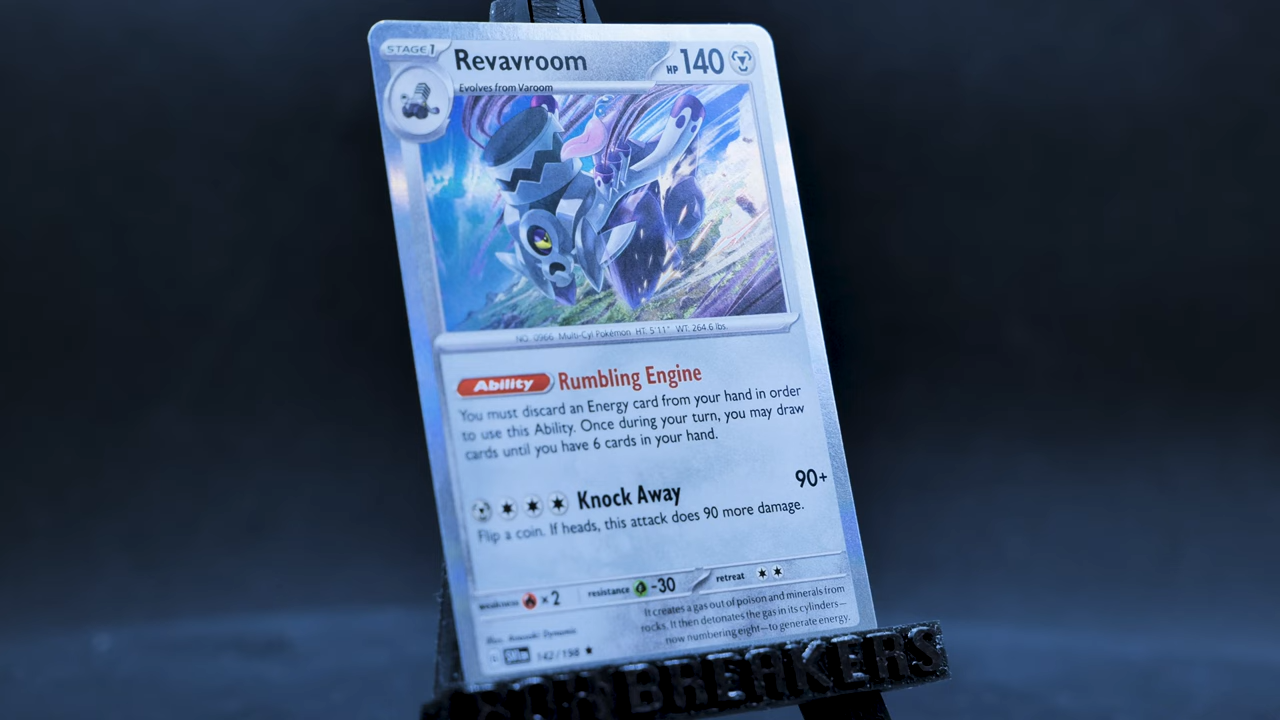 STAGE 1
Revavroom
HP 140
Evolves from Varoom
NO. 0966 Multi-Cyl Pokémon HT: 5'11" WT: 264.6 lbs.
Ability Rumbling Engine
You must discard an Energy card from your hand in order
to use this Ability. Once during your turn, you may draw
cards until you have 6 cards in your hand.
Knock Away 90+
Flip a coin. If heads, this attack does 90 more damage.
weakness ×2 resistance -30 retreat
It creates a gas out of poison and minerals from
rocks. It then detonates the gas in its cylinders—
now numbering eight—to generate energy.
Illus. Dynamic
142/198 ★
BREAKERS